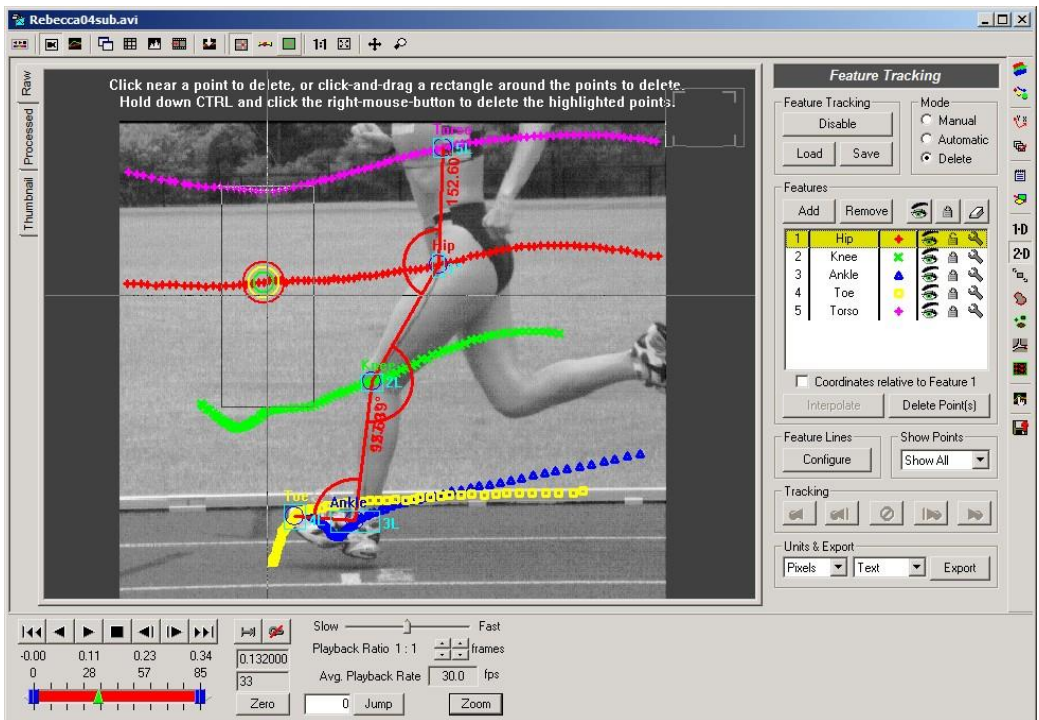 Rebecca04sub.avi
1:1
Raw
Processed
Thumbnail
Click near a point to delete, or click-and-drag a rectangle around the points to delete.
Hold down CTRL and click the right-mouse-button to delete the highlighted points.
Torso
5L
152.60
Hip
Knee
2L
Toe
4L
Ankle
3L
Feature Tracking
Feature Tracking
Disable
Load Save
Mode
Manual
Automatic
Delete
Features
Add Remove
1 Hip
2 Knee
3 Ankle
4 Toe
5 Torso
Coordinates relative to Feature 1
Interpolate Delete Point(s)
Feature Lines
Configure
Show Points
Show All
Tracking
Units & Export
Pixels Text Export
1-D
2-D
-0.00 0.11 0.23 0.34
0 28 57 85
0.132000
33
Zero
Slow Fast
Playback Ratio 1 : 1 frames
Avg. Playback Rate 30.0 fps
0 Jump Zoom